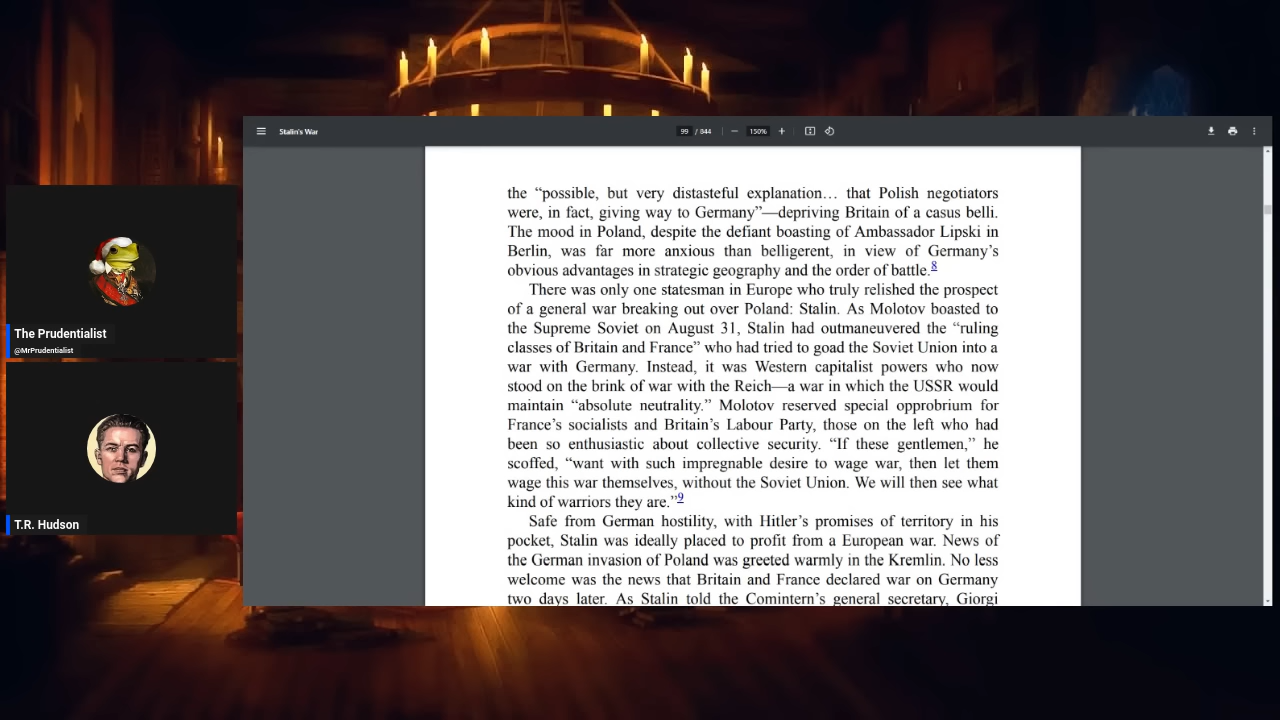 Stalin's War
99 / 844
150%
the “possible, but very distasteful explanation… that Polish negotiators
were, in fact, giving way to Germany”—depriving Britain of a casus belli.
The mood in Poland, despite the defiant boasting of Ambassador Lipski in
Berlin, was far more anxious than belligerent, in view of Germany’s
obvious advantages in strategic geography and the order of battle.8
There was only one statesman in Europe who truly relished the prospect
of a general war breaking out over Poland: Stalin. As Molotov boasted to
the Supreme Soviet on August 31, Stalin had outmaneuvered the “ruling
classes of Britain and France” who had tried to goad the Soviet Union into a
war with Germany. Instead, it was Western capitalist powers who now
stood on the brink of war with the Reich—a war in which the USSR would
maintain “absolute neutrality.” Molotov reserved special opprobrium for
France’s socialists and Britain’s Labour Party, those on the left who had
been so enthusiastic about collective security. “If these gentlemen,” he
scoffed, “want with such impregnable desire to wage war, then let them
wage this war themselves, without the Soviet Union. We will then see what
kind of warriors they are.”9
Safe from German hostility, with Hitler’s promises of territory in his
pocket, Stalin was ideally placed to profit from a European war. News of
the German invasion of Poland was greeted warmly in the Kremlin. No less
welcome was the news that Britain and France declared war on Germany
two days later. As Stalin told the Comintern’s general secretary, Giorgi
The Prudentialist
@MrPrudentialist
T.R. Hudson